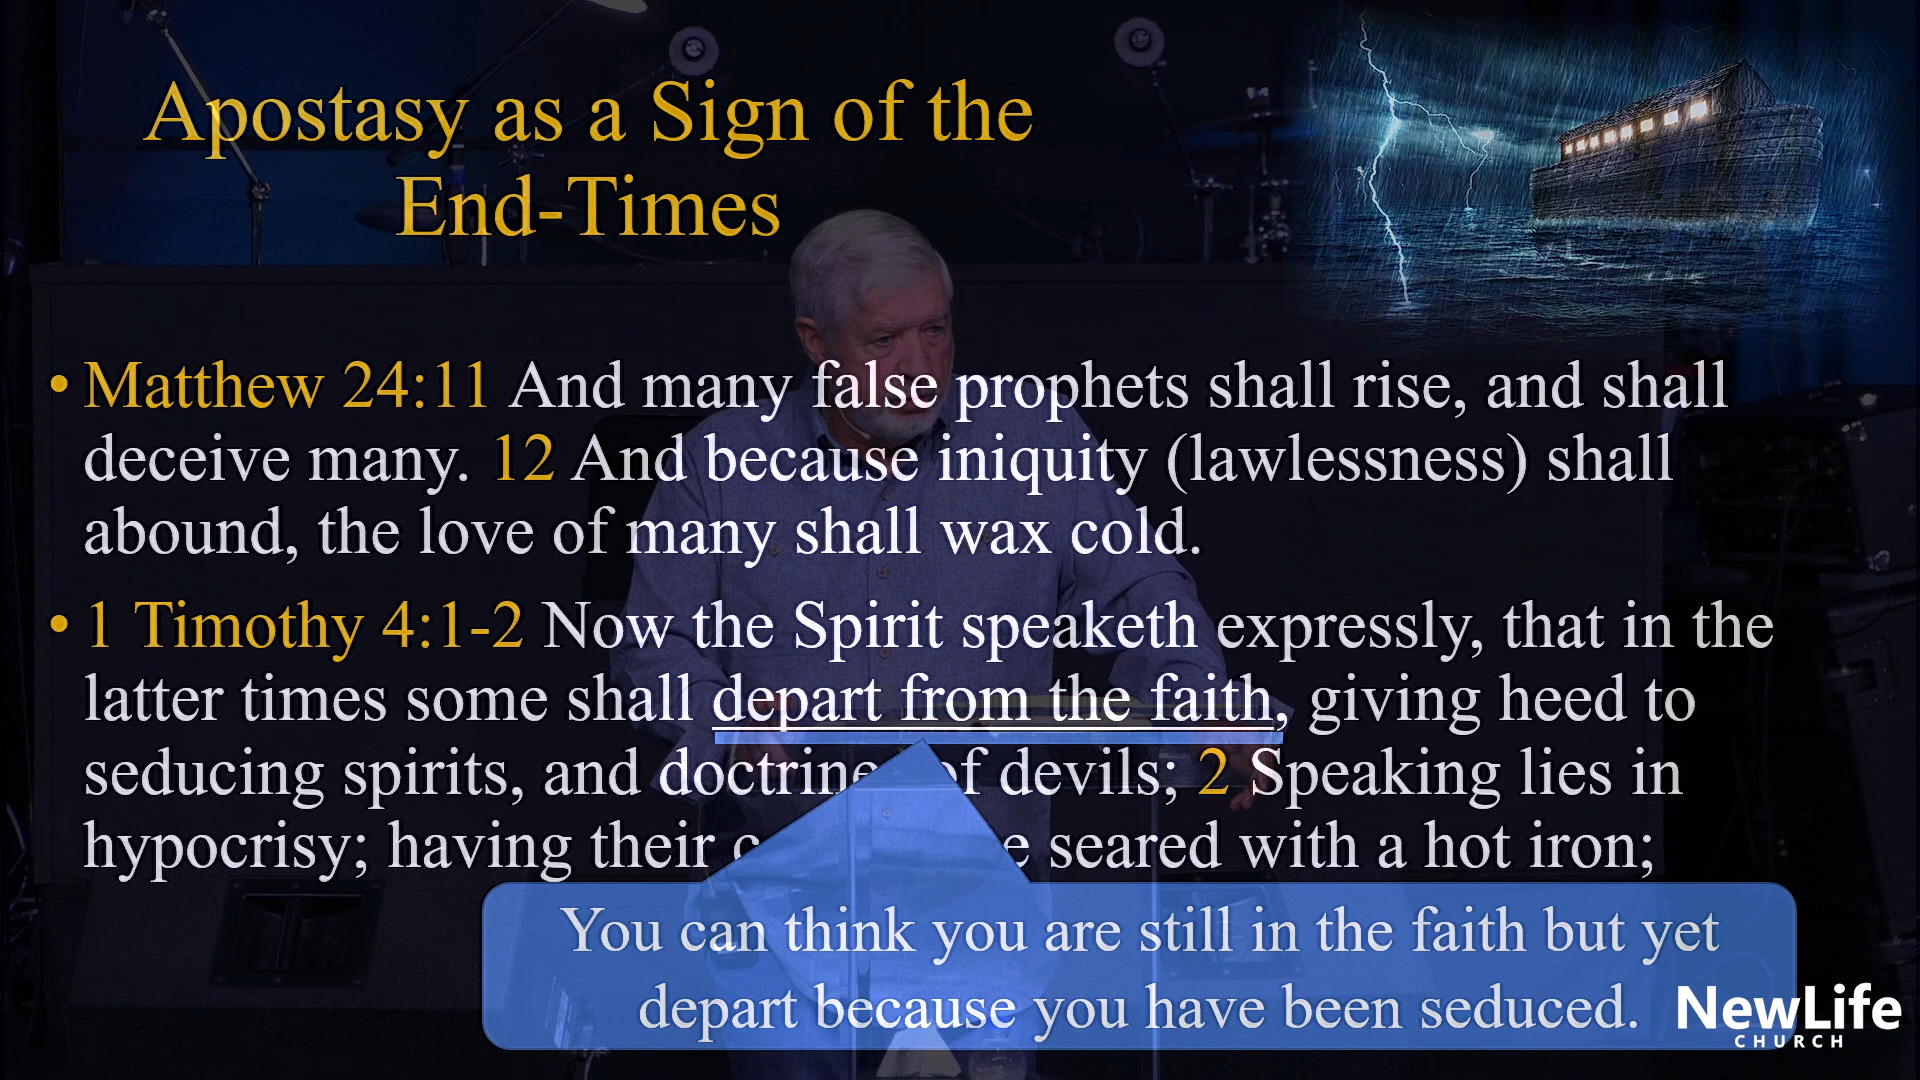 Apostasy as a Sign of the
End-Times
• Matthew 24:11 And many false prophets shall rise, and shall
deceive many. 12 And because iniquity (lawlessness) shall
abound, the love of many shall wax cold.
• 1 Timothy 4:1-2 Now the Spirit speaketh expressly, that in the
latter times some shall depart from the faith, giving heed to
seducing spirits, and doctrine of devils; 2 Speaking lies in
hypocrisy; having their seared with a hot iron;
You can think you are still in the faith but yet
depart because you have been seduced.
NewLife
CHURCH